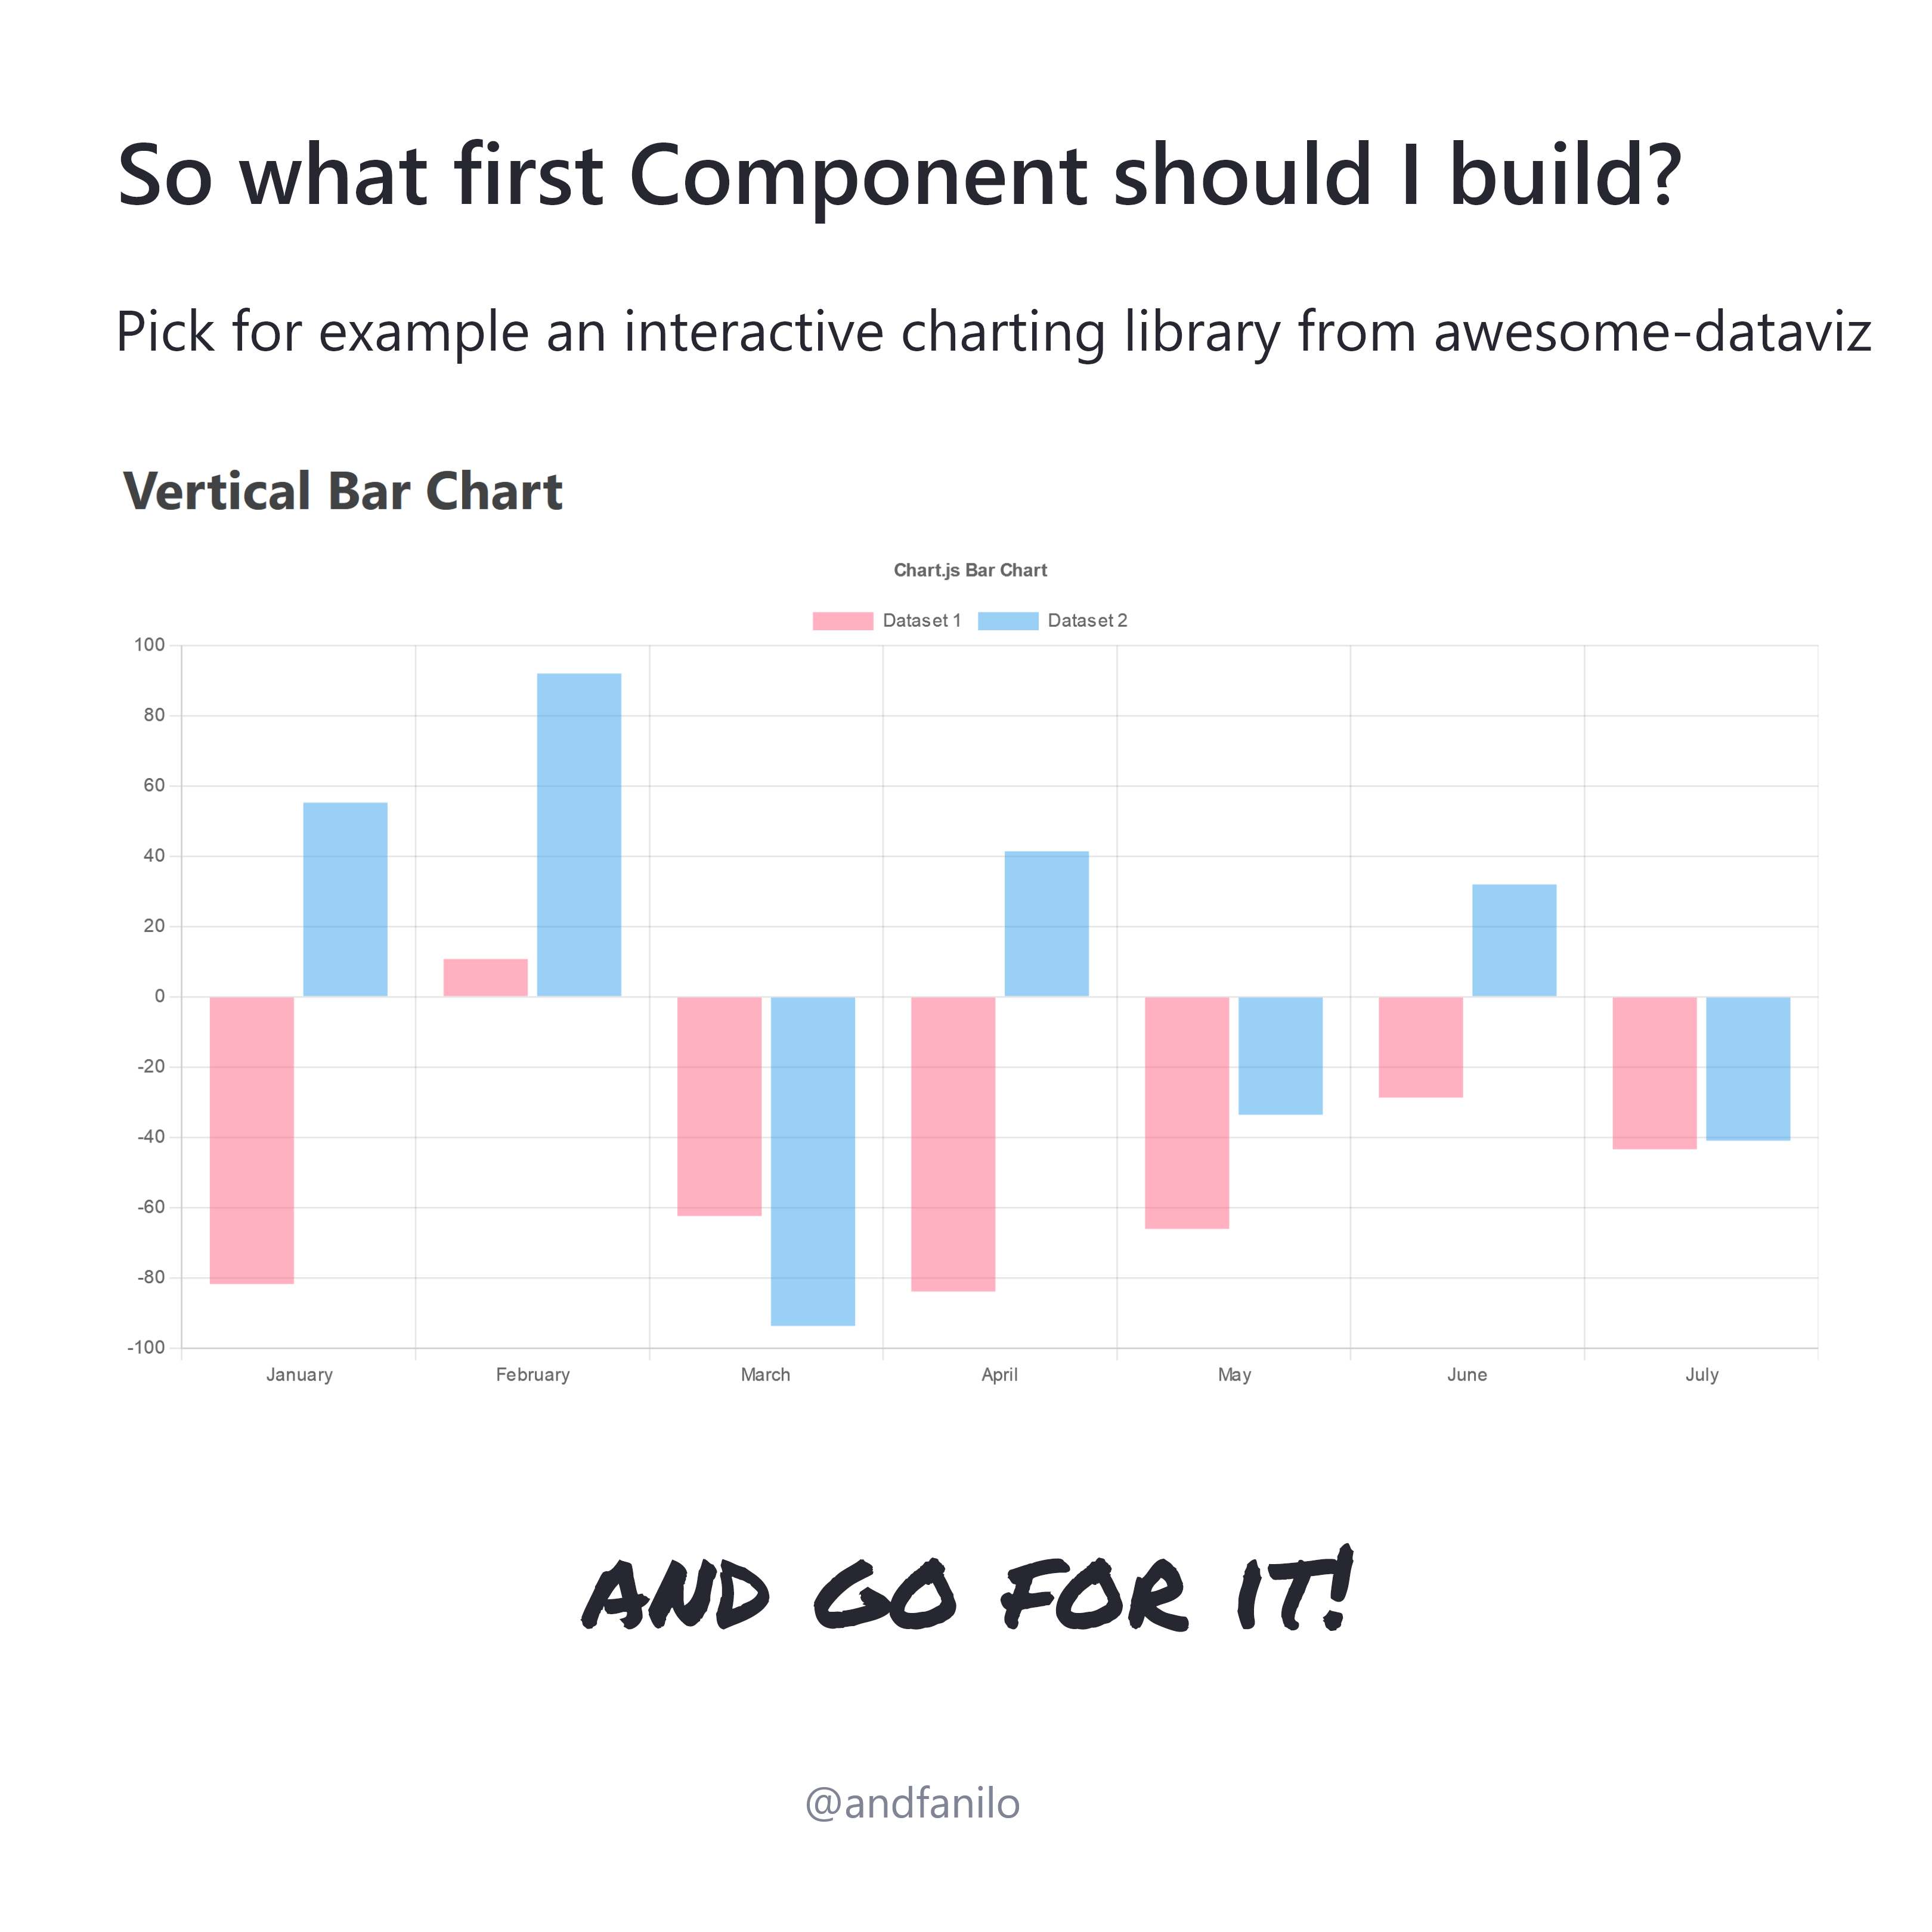 So what first Component should I build?
Pick for example an interactive charting library from awesome-dataviz
Vertical Bar Chart
Chart.js Bar Chart
Dataset 1 Dataset 2
100
80
60
40
20
0
-20
-40
-60
-80
-100
January February March April May June July
AND GO FOR IT!
@andfanilo